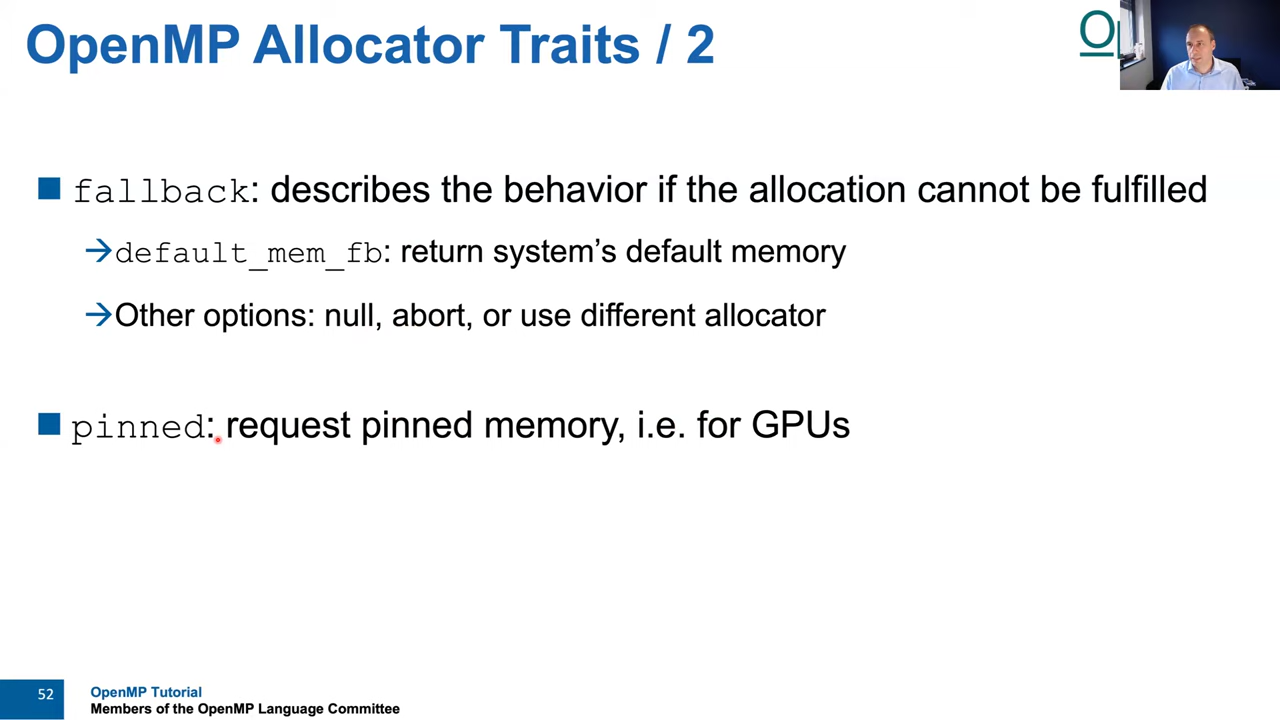 OpenMP Allocator Traits / 2
■ fallback: describes the behavior if the allocation cannot be fulfilled
→default_mem_fb: return system’s default memory
→Other options: null, abort, or use different allocator
■ pinned: request pinned memory, i.e. for GPUs
52
OpenMP Tutorial
Members of the OpenMP Language Committee